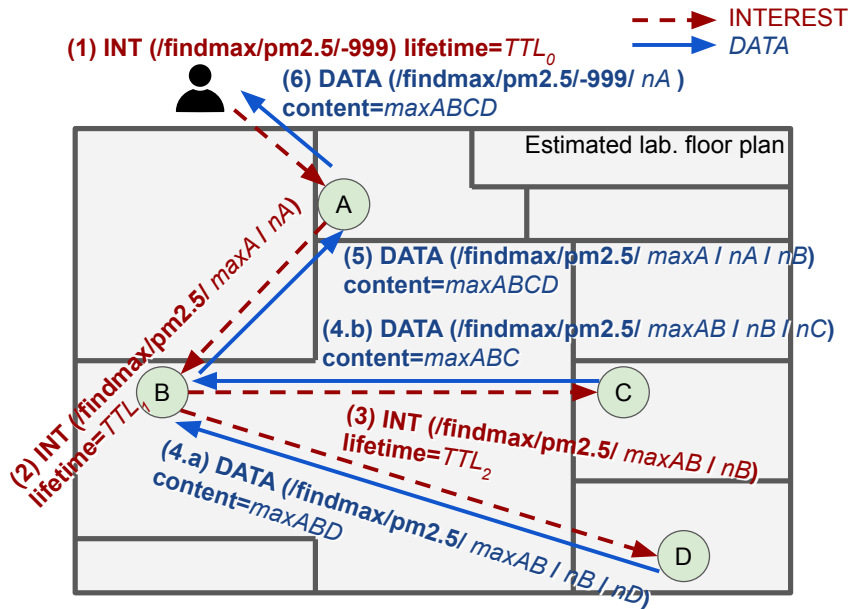 INTEREST
DATA
(1) INT (/findmax/pm2.5/-999) lifetime=TTL₀
(6) DATA (/findmax/pm2.5/-999/ nA )
content=maxABCD
Estimated lab. floor plan
A
(2) INT (/findmax/pm2.5/ maxA / nA)
lifetime=TTL₁
(5) DATA (/findmax/pm2.5/ maxA / nA / nB)
content=maxABCD
(4.b) DATA (/findmax/pm2.5/ maxAB / nB / nC)
content=maxABC
B
C
(3) INT (/findmax/pm2.5/ maxAB / nB)
lifetime=TTL₂
(4.a) DATA (/findmax/pm2.5/ maxAB / nB / nD)
content=maxABD
D